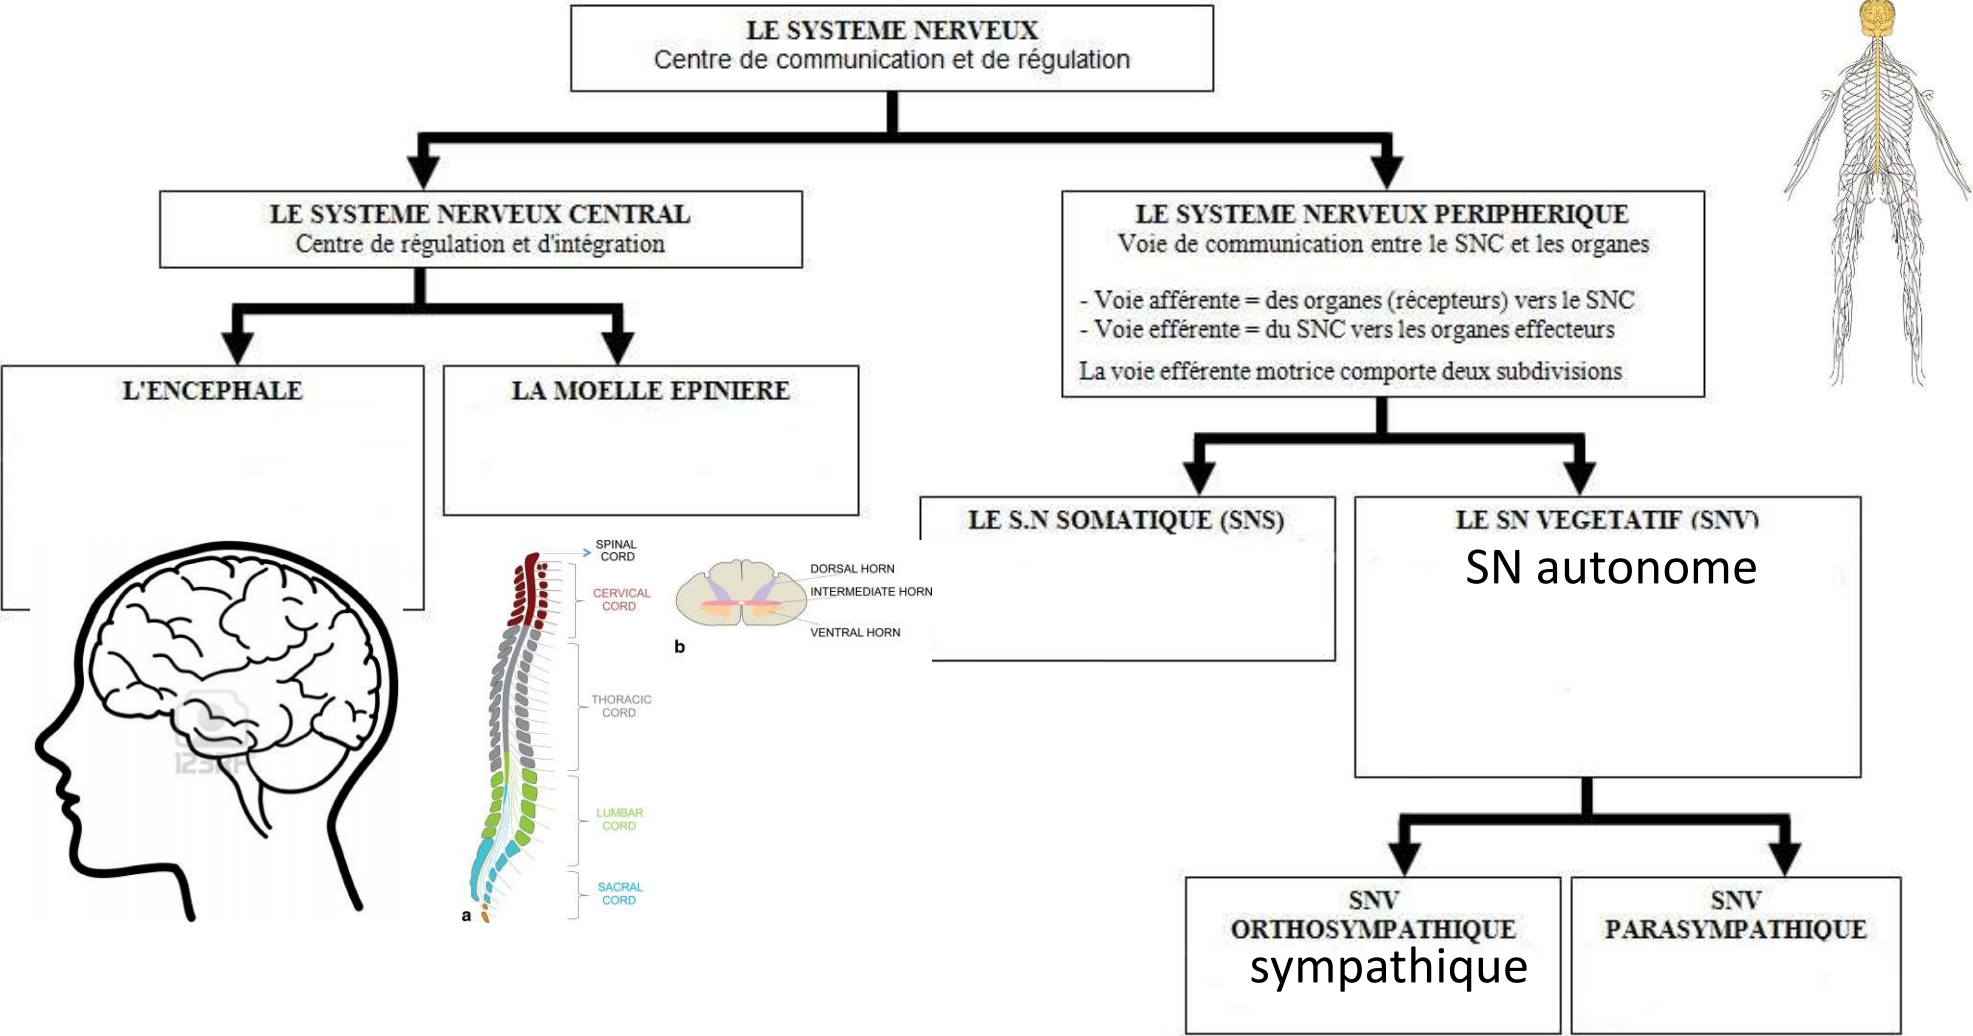 LE SYSTEME NERVEUX
Centre de communication et de régulation
LE SYSTEME NERVEUX CENTRAL
Centre de régulation et d'intégration
LE SYSTEME NERVEUX PERIPHERIQUE
Voie de communication entre le SNC et les organes
- Voie afférente = des organes (récepteurs) vers le SNC
- Voie efférente = du SNC vers les organes effecteurs
La voie efférente motrice comporte deux subdivisions
L'ENCEPHALE
LA MOELLE EPINIERE
LE S.N SOMATIQUE (SNS)
LE SN VEGETATIF (SNV)
SN autonome
SPINAL
CORD
CERVICAL
CORD
THORACIC
CORD
LUMBAR
CORD
SACRAL
CORD
a
DORSAL HORN
INTERMEDIATE HORN
VENTRAL HORN
b
123RF
SNV
ORTHOSYMPATHIQUE
sympathique
SNV
PARASYMPATHIQUE